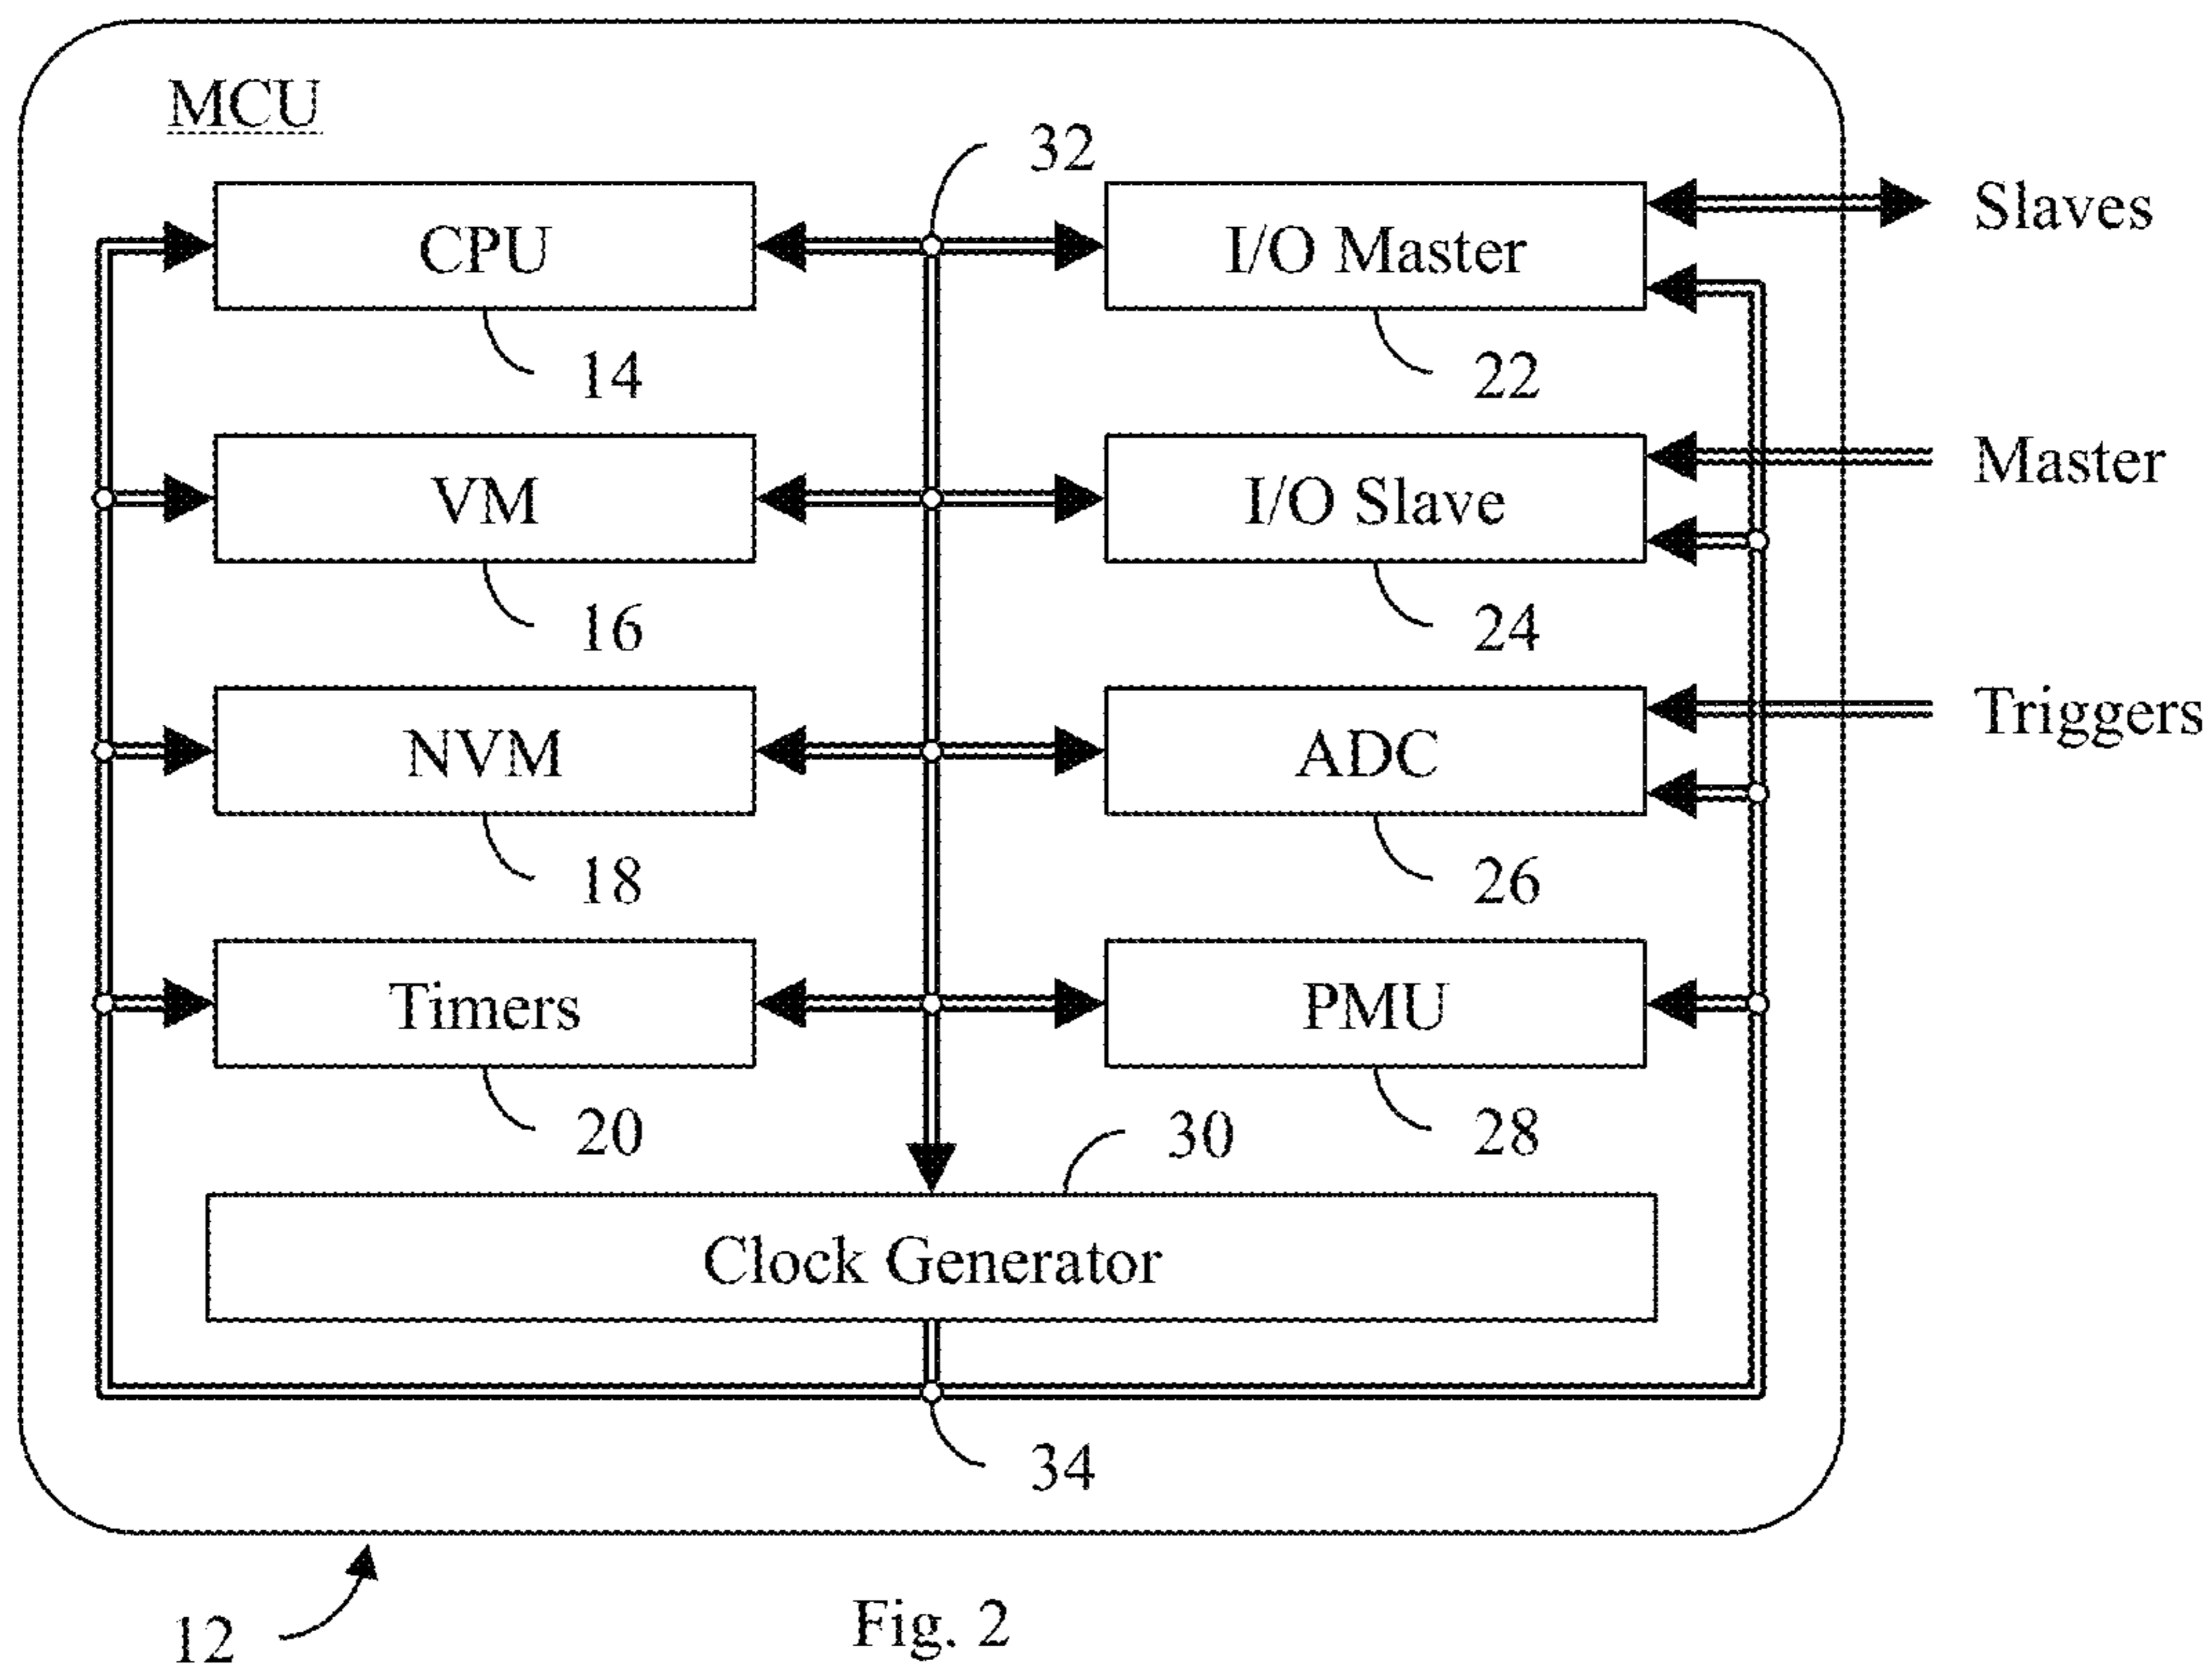 MCU
32
CPU
I/O Master
Slaves
14
22
VM
I/O Slave
Master
16
24
NVM
ADC
Triggers
18
26
Timers
PMU
20
30
28
Clock Generator
34
12
Fig. 2